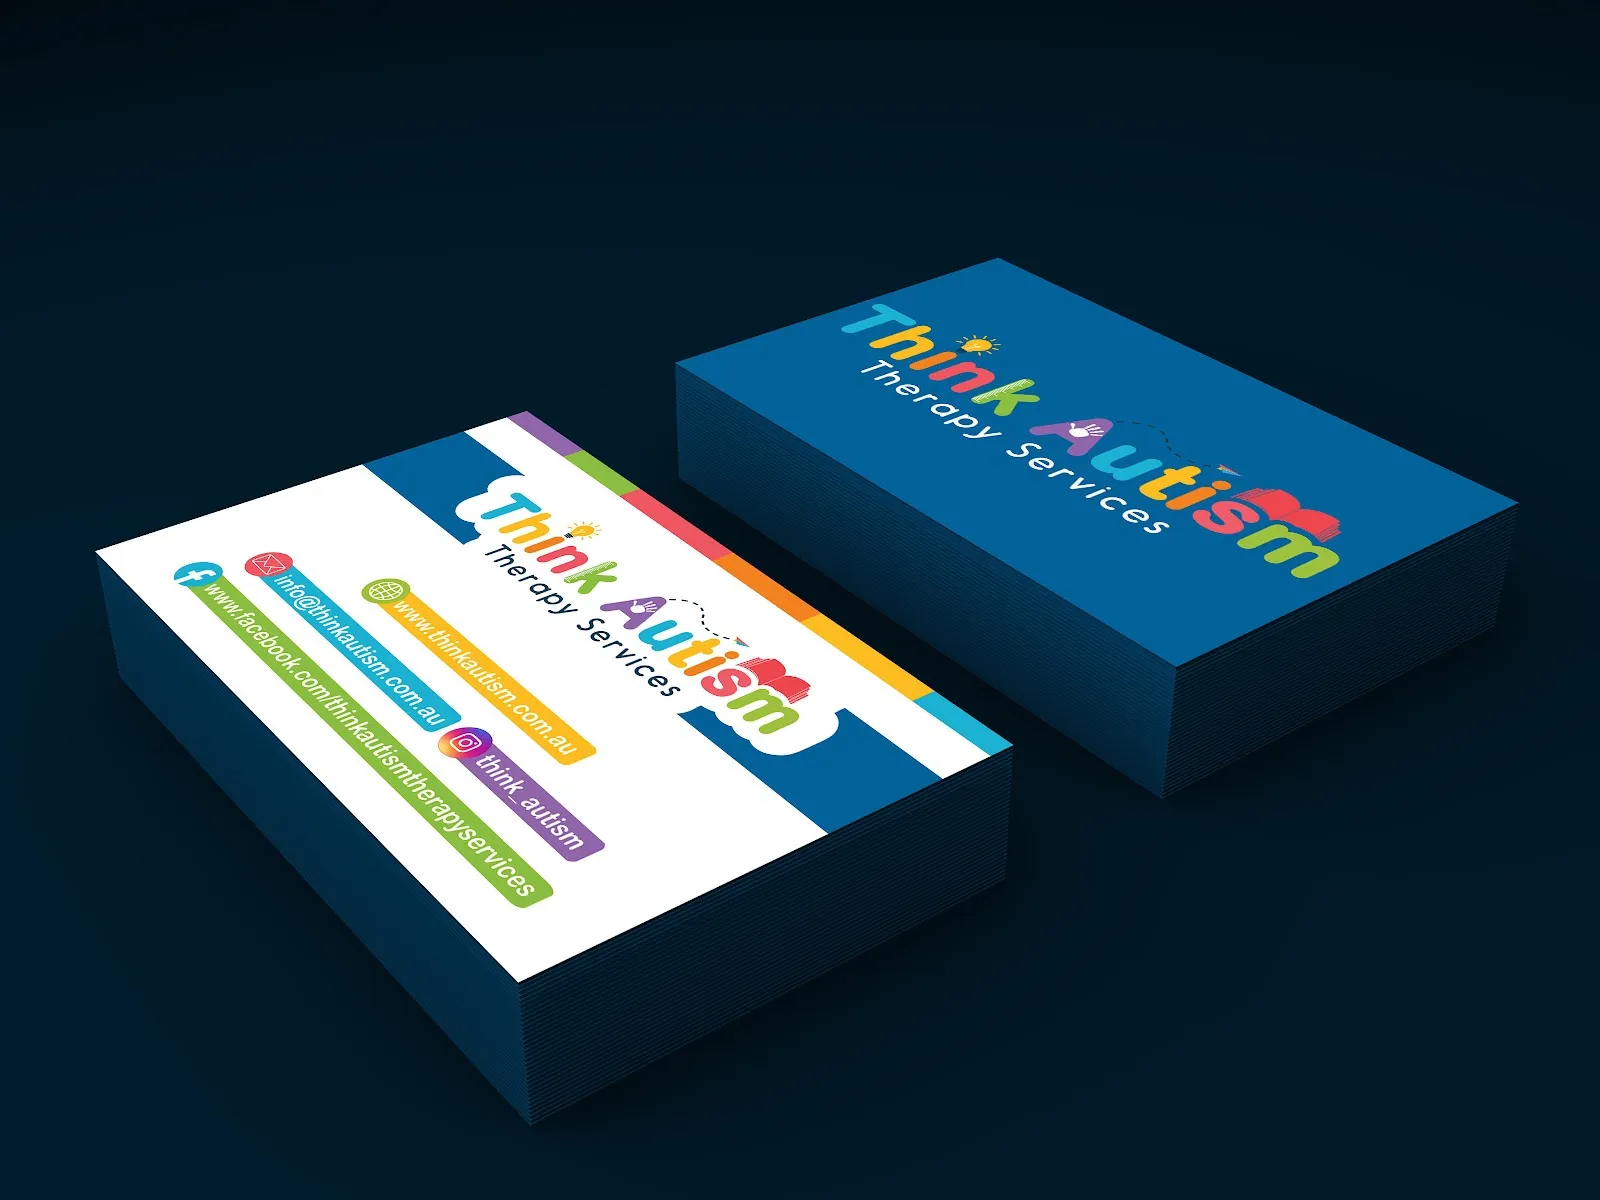 Think Autism
Therapy Services
www.thinkautism.com.au
info@thinkautism.com.au
think_autism
www.facebook.com/thinkautismtherapyservices
Think Autism
Therapy Services